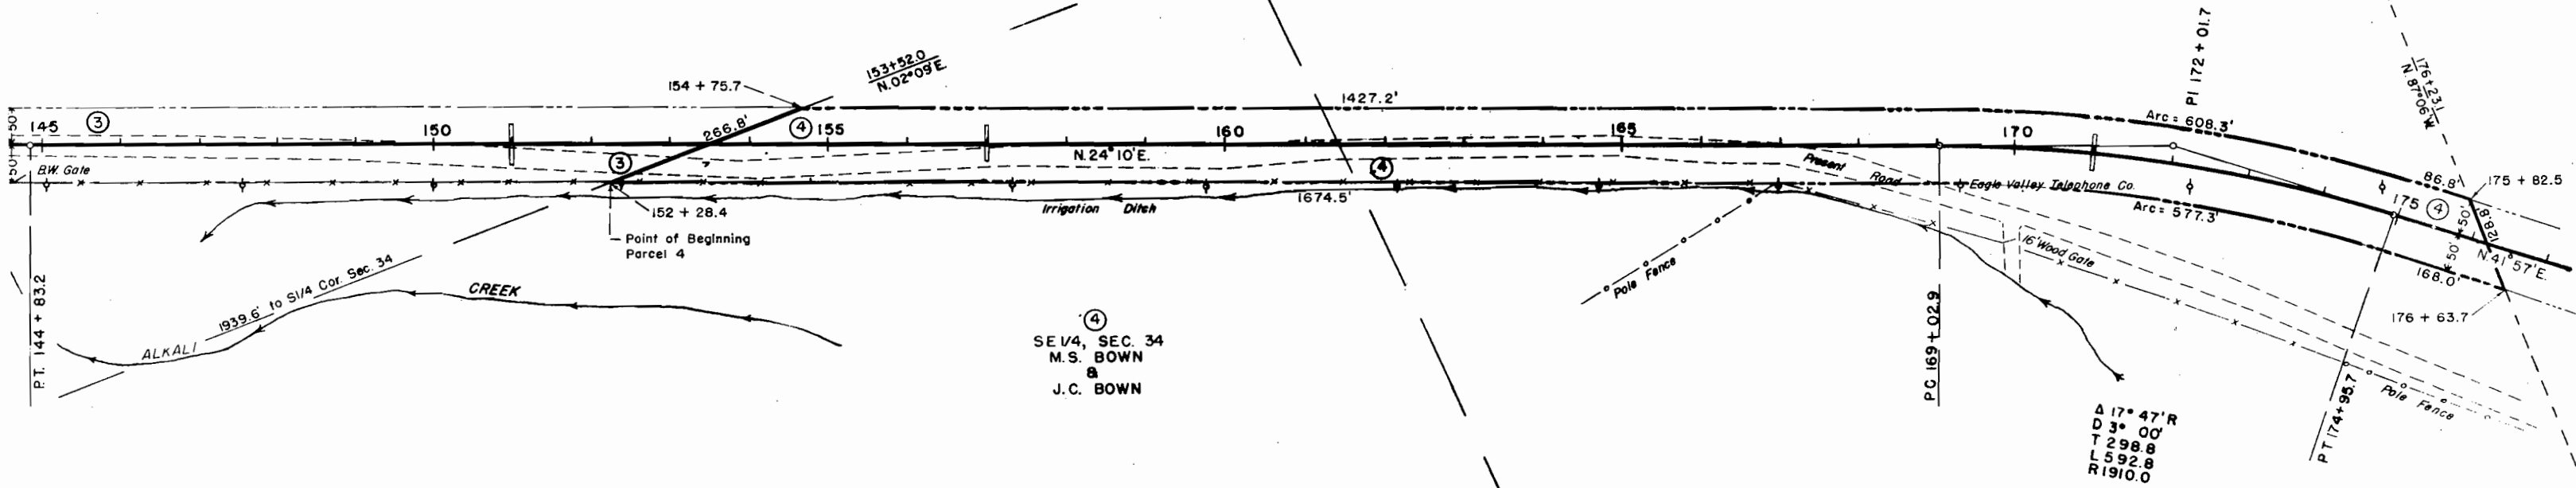 153+52.0
N.02°09'E.
154 + 75.7
PI 172 + 01.7
176+23.1
N.87°06'W.
50'
50'
145
3
150
266.8'
4
155
160
1427.2'
165
170
Arc = 608.3'
86.8'
175 + 82.5
B.W. Gate
3
N. 24° 10' E.
4
Present Road
Eagle Valley Telephone Co.
Arc = 577.3'
175
4
50'
50'
128.8'
N.41°57'E.
168.0'
176 + 63.7
152 + 28.4
Irrigation Ditch
1674.5'
Point of Beginning
Parcel 4
16' Wood Gate
Pole Fence
1939.6' to S1/4 Cor. Sec. 34
ALKALI
CREEK
P.T. 144 + 83.2
4
SE 1/4, SEC. 34
M.S. BOWN
&
J.C. BOWN
PC 169 + 02.9
PT 174+95.7
Pole Fence
Δ 17° 47' R
D 3° 00'
T 298.8
L 592.8
R 1910.0